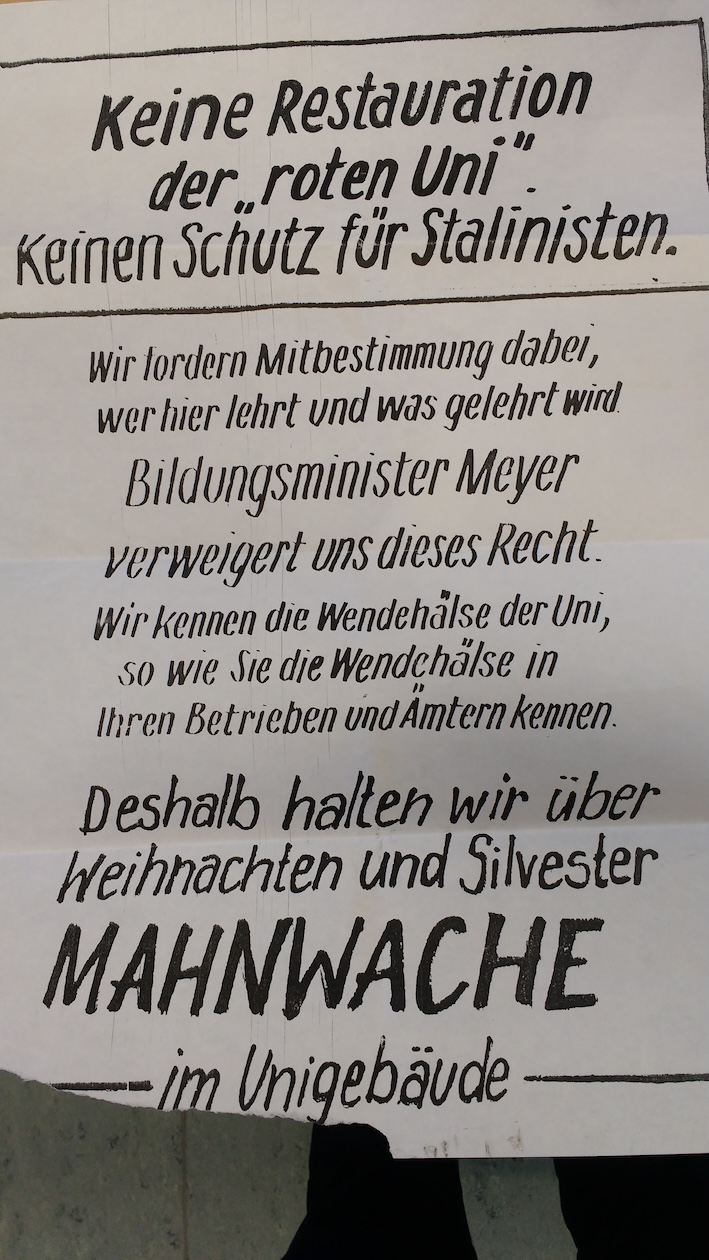 Keine Restauration
der „roten Uni".
Keinen Schutz für Stalinisten.
Wir fordern Mitbestimmung dabei,
wer hier lehrt und was gelehrt wird.
Bildungsminister Meyer
verweigert uns dieses Recht.
Wir kennen die Wendehälse der Uni,
so wie Sie die Wendehälse in
Ihren Betrieben und Ämtern kennen.
Deshalb halten wir über
Weihnachten und Silvester
MAHNWACHE
im Unigebäude